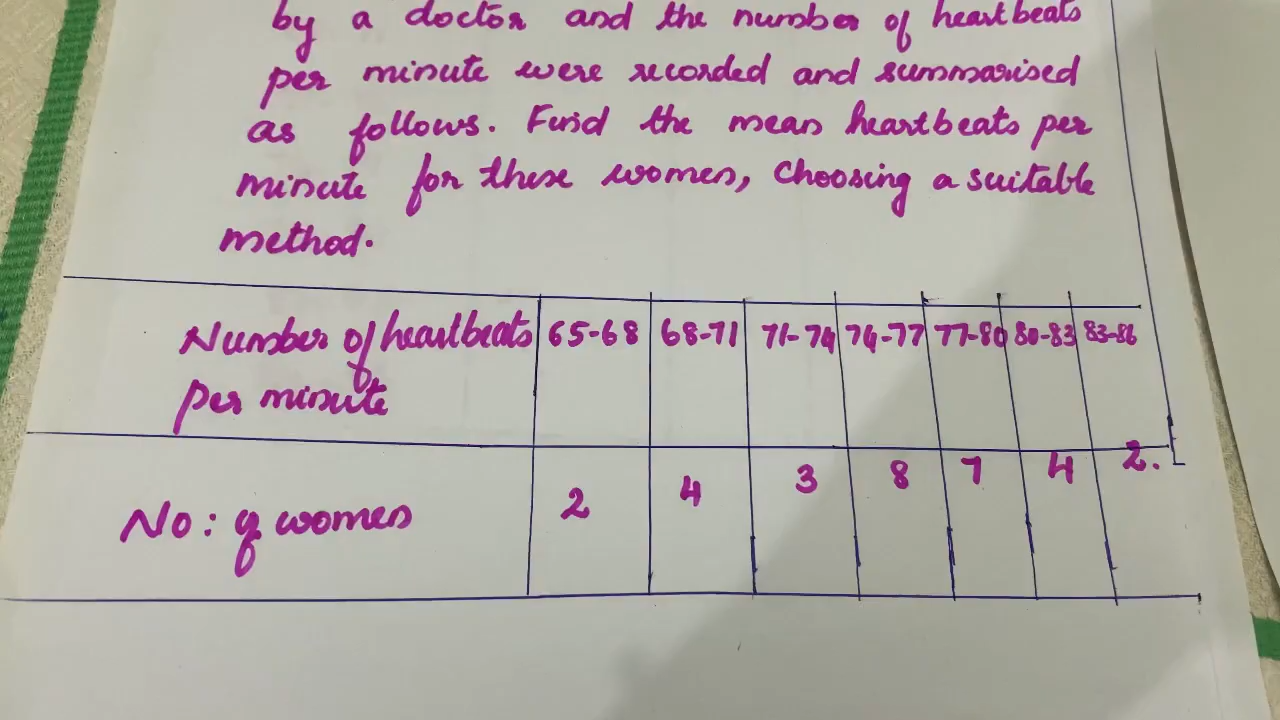 by a doctor and the number of heartbeats
per minute were recorded and summarised
as follows. Find the mean heartbeats per
minute for these women, Choosing a suitable
method.
Number of heartbeats 65-68 68-71 71-74 74-77 77-80 80-83 83-86
per minute
No: of women 2 4 3 8 7 4 2.